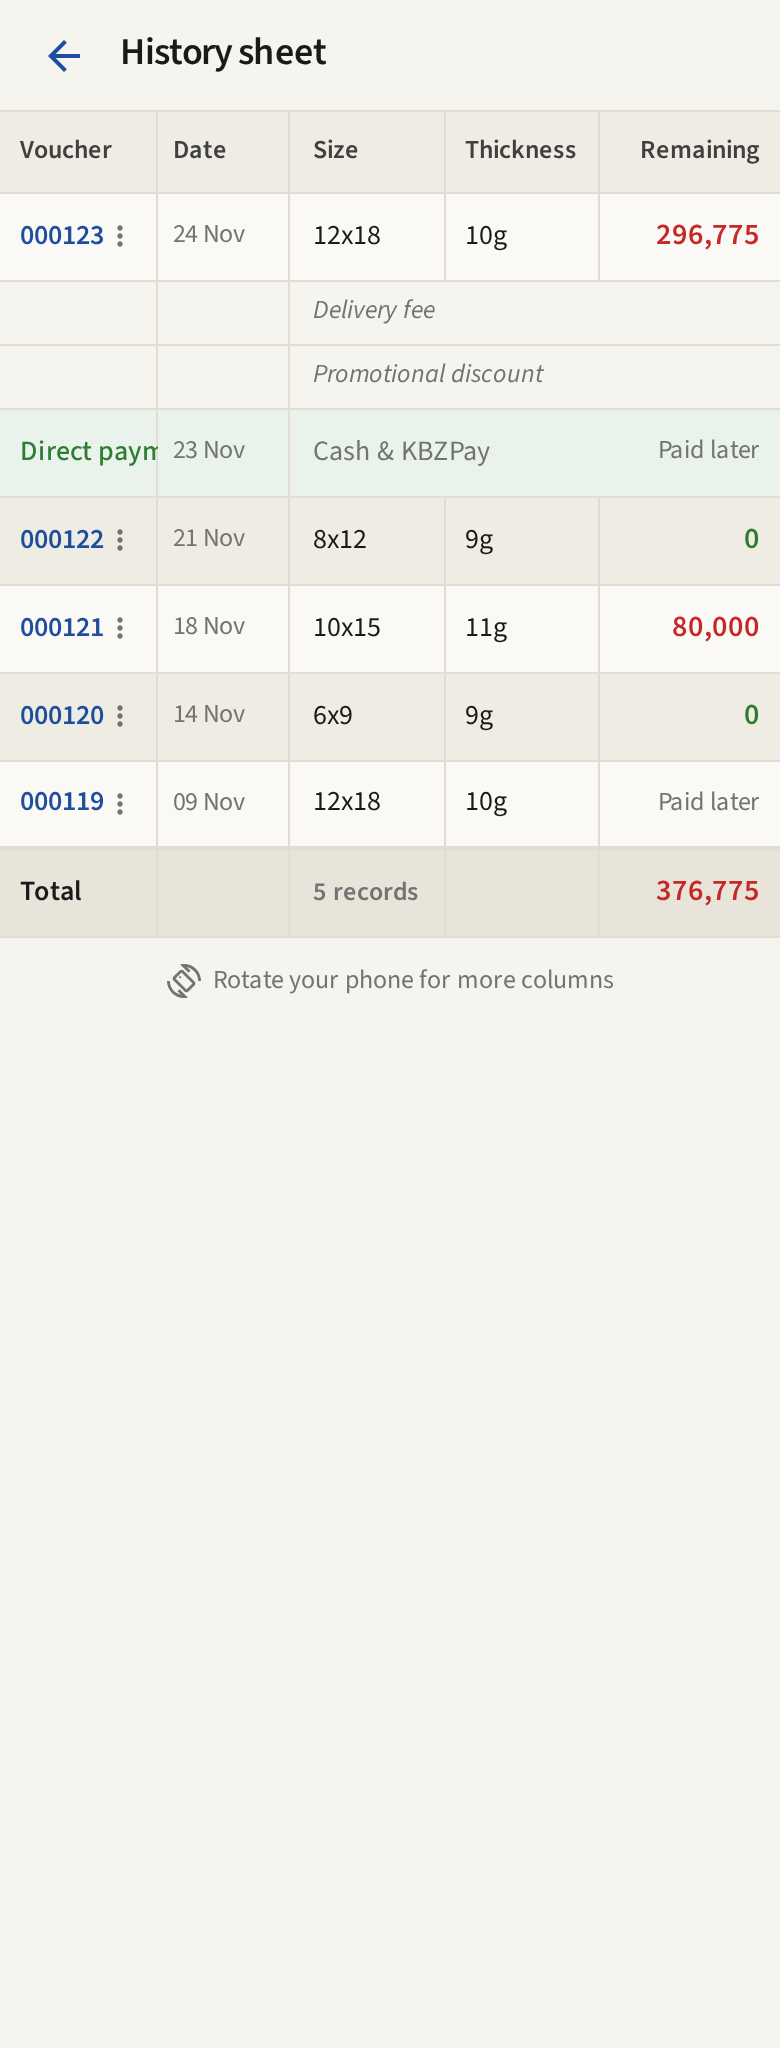 History sheet
Voucher Date Size Thickness Remaining
000123 24 Nov 12x18 10g 296,775
Delivery fee
Promotional discount
Direct paym 23 Nov Cash & KBZPay Paid later
000122 21 Nov 8x12 9g 0
000121 18 Nov 10x15 11g 80,000
000120 14 Nov 6x9 9g 0
000119 09 Nov 12x18 10g Paid later
Total 5 records 376,775
Rotate your phone for more columns